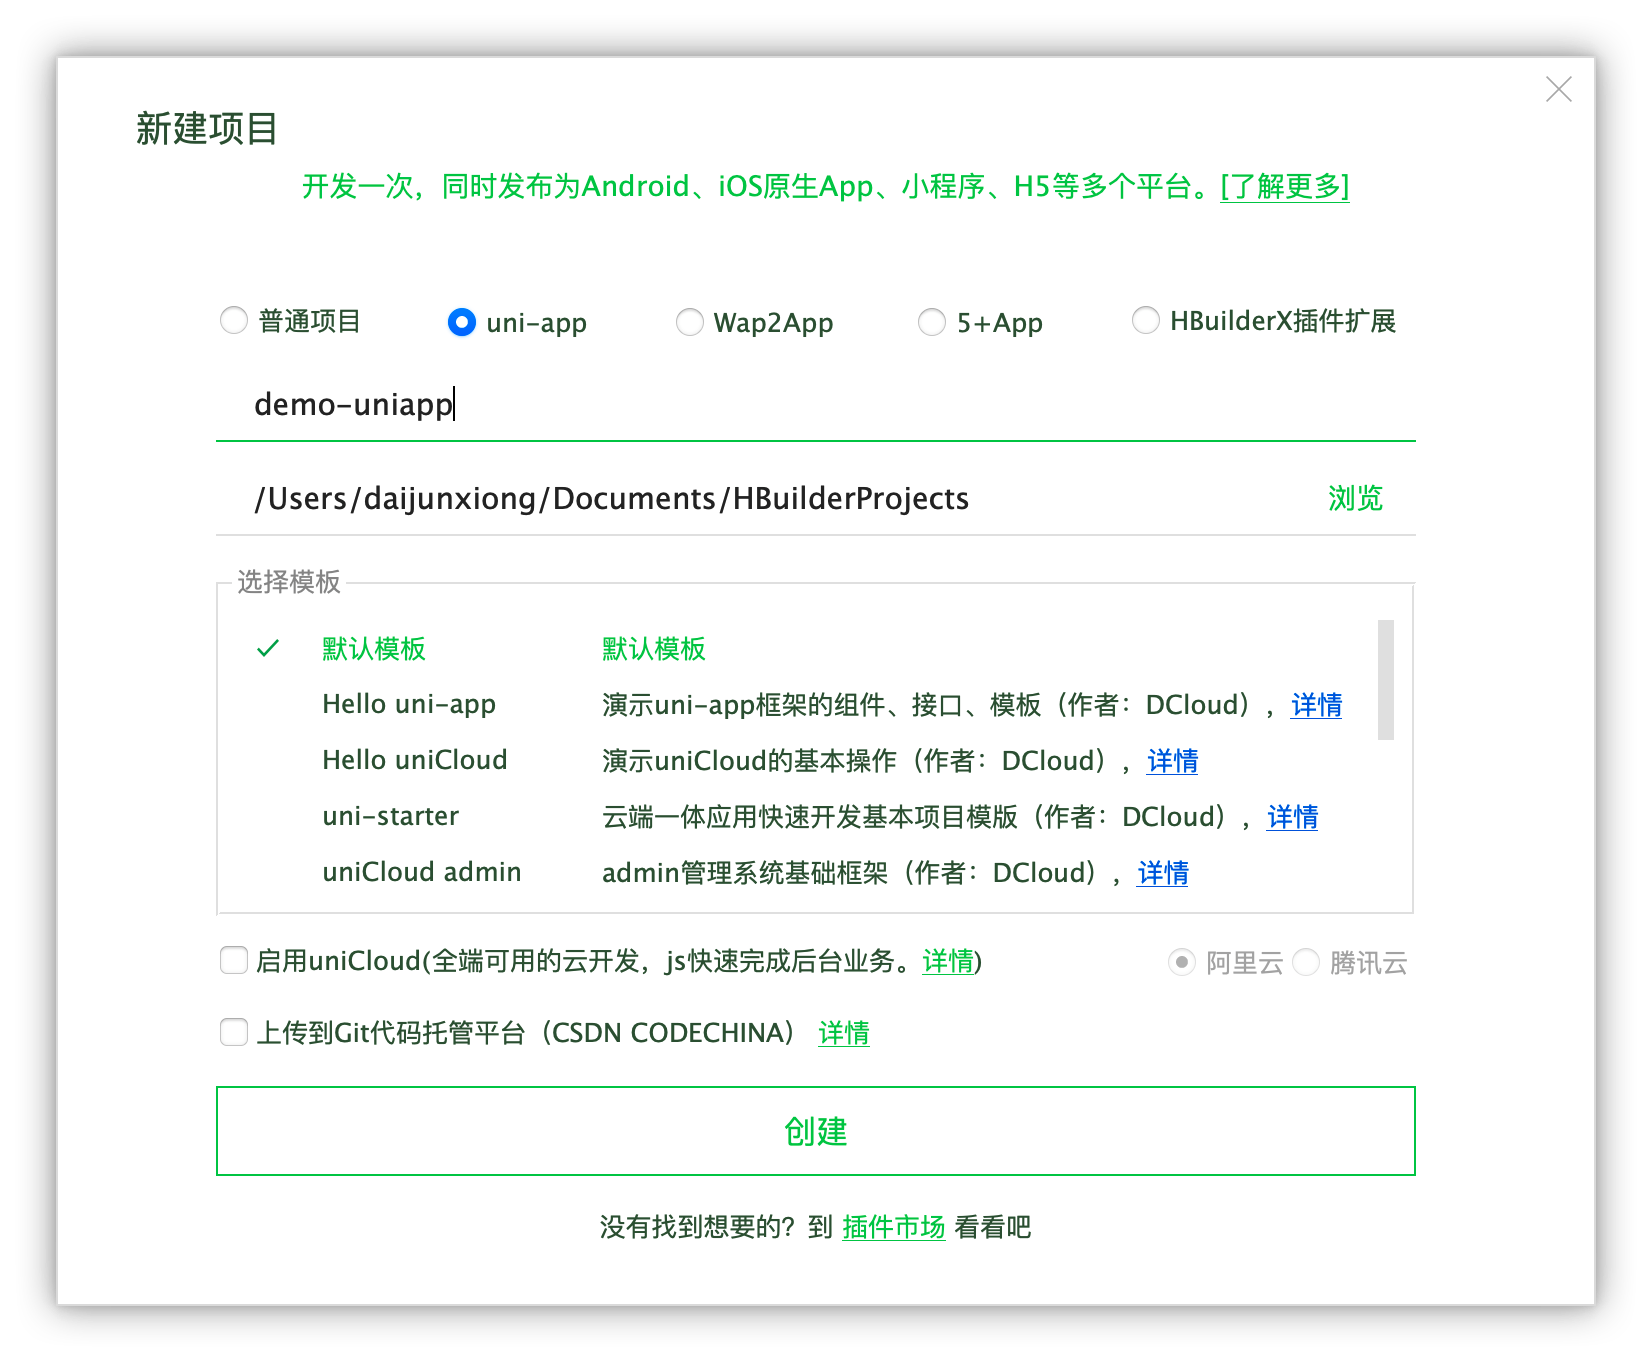 新建项目
开发一次，同时发布为Android、iOS原生App、小程序、H5等多个平台。[了解更多]
普通项目 uni-app Wap2App 5+App HBuilderX插件扩展
demo-uniapp
/Users/daijunxiong/Documents/HBuilderProjects 浏览
选择模板
默认模板 默认模板
Hello uni-app 演示uni-app框架的组件、接口、模板（作者：DCloud），详情
Hello uniCloud 演示uniCloud的基本操作（作者：DCloud），详情
uni-starter 云端一体应用快速开发基本项目模版（作者：DCloud），详情
uniCloud admin admin管理系统基础框架（作者：DCloud），详情
启用uniCloud(全端可用的云开发，js快速完成后台业务。详情) 阿里云 腾讯云
上传到Git代码托管平台（CSDN CODECHINA） 详情
创建
没有找到想要的？到 插件市场 看看吧